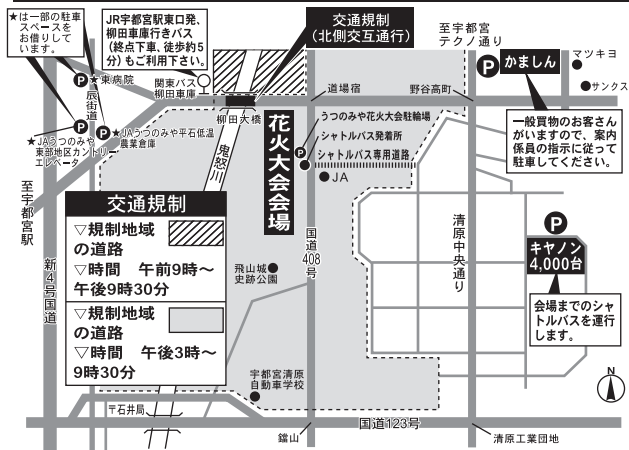 ★は一部の駐車
スペースを
お借りして
います。
JR宇都宮駅東口発、
柳田車庫行きバス
(終点下車、徒歩約5
分)もご利用下さい。
交通規制
(北側交互通行)
至宇都宮
テクノ通り
P
かましん
マツキヨ
サンクス
P
★東病院
関東バス
柳田車庫
辰街道
柳田大橋
道場宿
野谷高町
P
P
★JAうつのみや平石低温
農業倉庫
★JAうつのみや
東部地区カントリー
エレベータ
うつのみや花火大会駐輪場
P
シャトルバス発着所
シャトルバス専用道路
JA
花火大会会場
鬼怒川
一般買物のお客さん
がいますので、案内
係員の指示に従って
駐車してください。
至宇都宮駅
新4号国道
交通規制
▽規制地域
の道路
▽時間 午前9時〜
午後9時30分
▽規制地域
の道路
▽時間 午後3時〜
9時30分
飛山城
史跡公園
国道
408
号
清原中央通り
P
キヤノン
4,000台
会場までのシャ
トルバスを運行
します。
宇都宮清原
自動車学校
N
〒石井局
国道123号
鐺山
清原工業団地